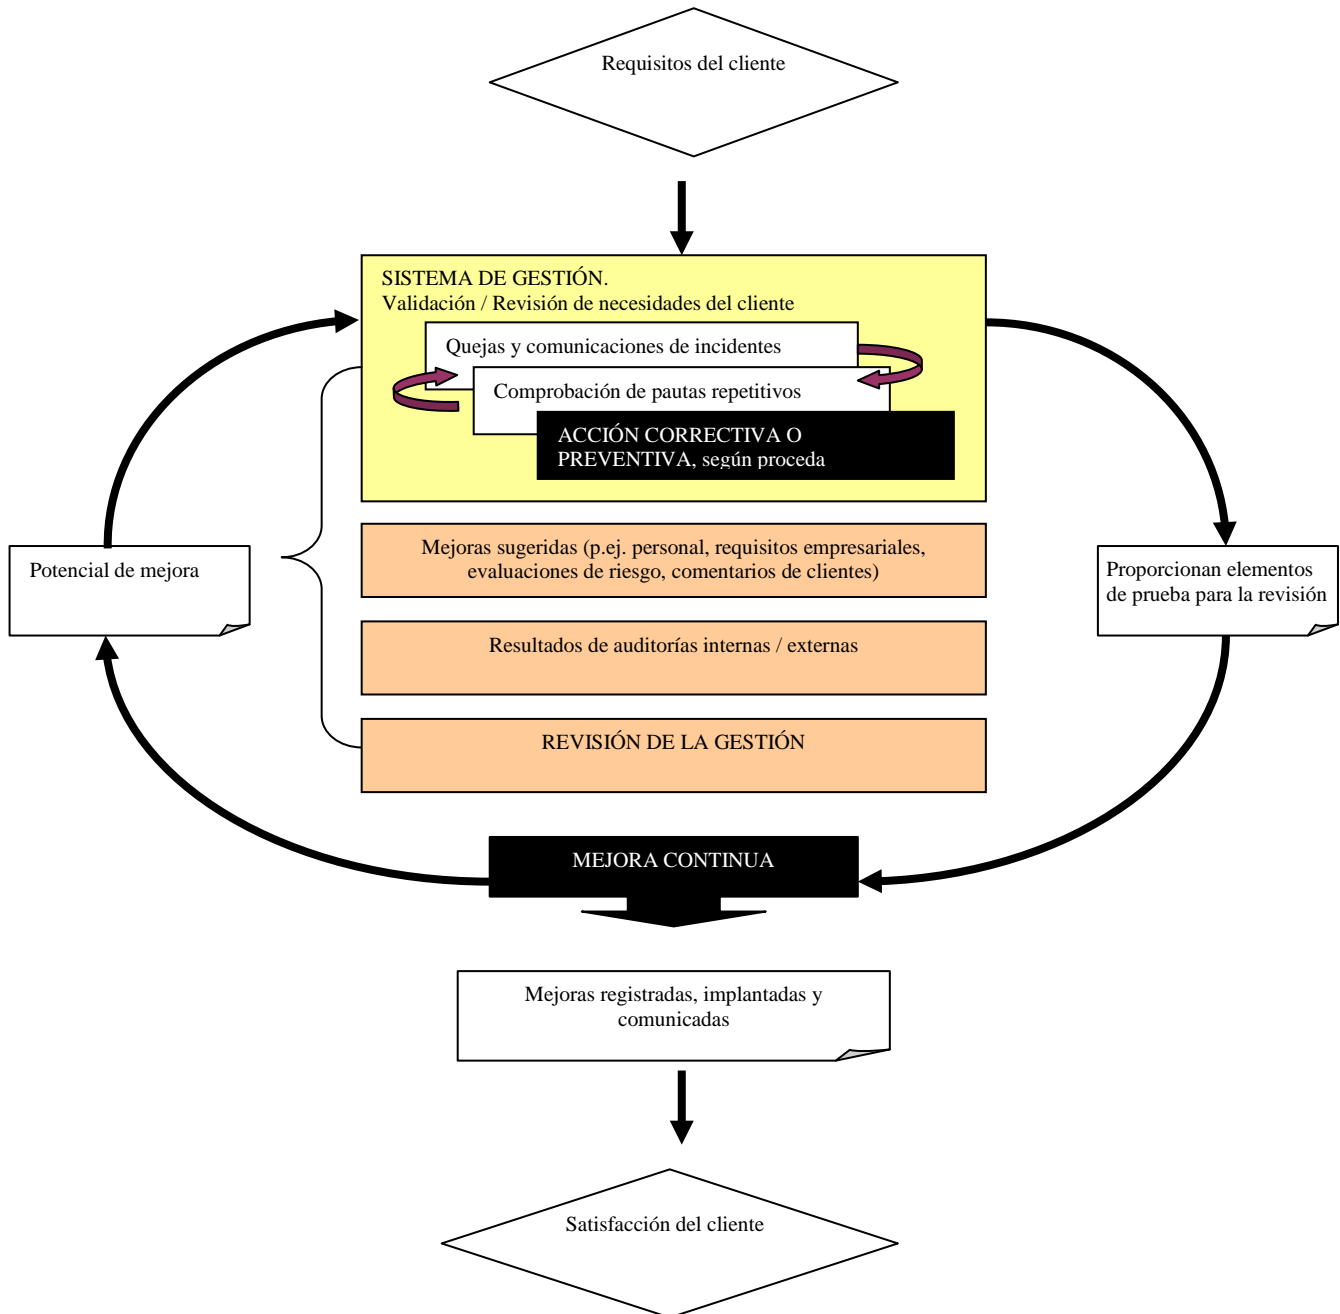 Requisitos del cliente
SISTEMA DE GESTIÓN.
Validación / Revisión de necesidades del cliente
Quejas y comunicaciones de incidentes
Comprobación de pautas repetitivos
ACCIÓN CORRECTIVA O
PREVENTIVA, según proceda
Mejoras sugeridas (p.ej. personal, requisitos empresariales,
evaluaciones de riesgo, comentarios de clientes)
Potencial de mejora
Proporcionan elementos
de prueba para la revisión
Resultados de auditorías internas / externas
REVISIÓN DE LA GESTIÓN
MEJORA CONTINUA
Mejoras registradas, implantadas y
comunicadas
Satisfacción del cliente